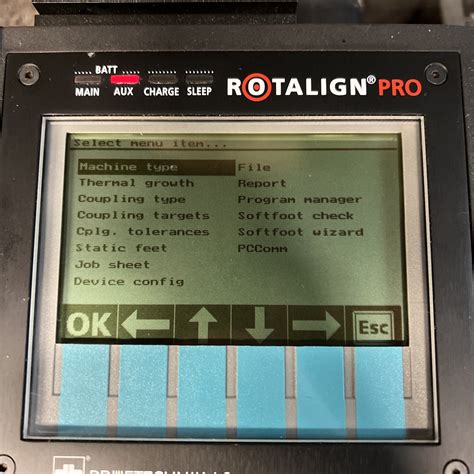 BATT
MAIN AUX CHARGE SLEEP ROTALIGN® PRO
Select menu item...
Machine type File
Thermal growth Report
Coupling type Program manager
Coupling targets Softfoot check
Cplg. tolerances Softfoot wizard
Static feet PCComm
Job sheet
Device config
OK Esc